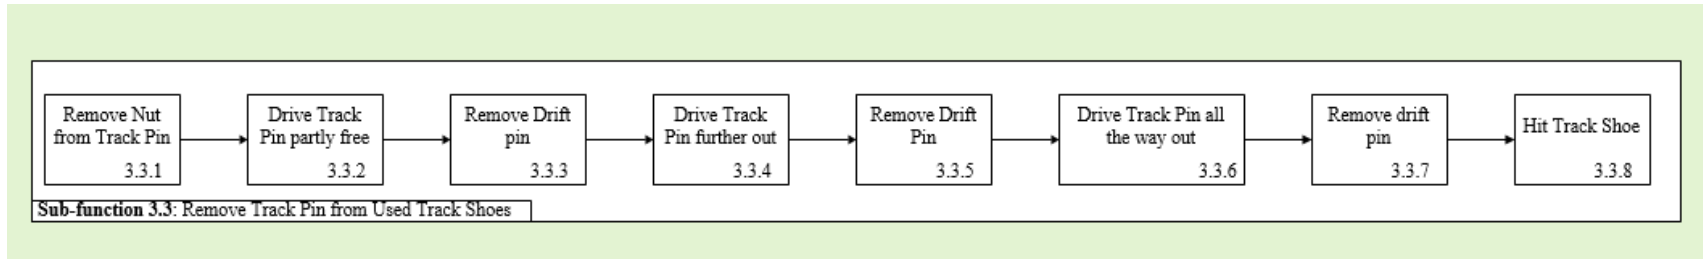 Remove Nut
from Track Pin
3.3.1
Drive Track
Pin partly free
3.3.2
Remove Drift
pin
3.3.3
Drive Track
Pin further out
3.3.4
Remove Drift
Pin
3.3.5
Drive Track Pin all
the way out
3.3.6
Remove drift
pin
3.3.7
Hit Track Shoe
3.3.8
Sub-function 3.3: Remove Track Pin from Used Track Shoes